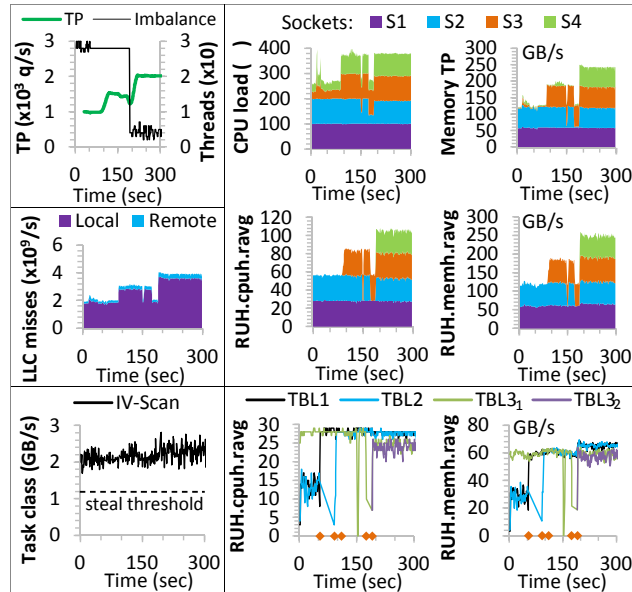 TP Imbalance
3
2
1
0
3
2
1
0
TP (x10³ q/s)
Threads (x10)
0 150 300
Time (sec)
Sockets: S1 S2 S3 S4
400
300
200
100
0
CPU load ( )
0 150 300
Time (sec)
GB/s
300
250
200
150
100
50
0
Memory TP
0 150 300
Time (sec)
Local Remote
6
4
2
0
LLC misses (x10⁹/s)
0 150 300
Time (sec)
120
100
80
60
40
20
0
RUH.cpuh.ravg
0 150 300
Time (sec)
GB/s
300
250
200
150
100
50
0
RUH.memh.ravg
0 150 300
Time (sec)
IV-Scan
3
2
1
0
Task class (GB/s)
steal threshold
0 150 300
Time (sec)
TBL1 TBL2 TBL3₁ TBL3₂
30
25
20
15
10
5
0
RUH.cpuh.ravg
0 150 300
Time (sec)
GB/s
80
60
40
20
0
RUH.memh.ravg
0 150 300
Time (sec)